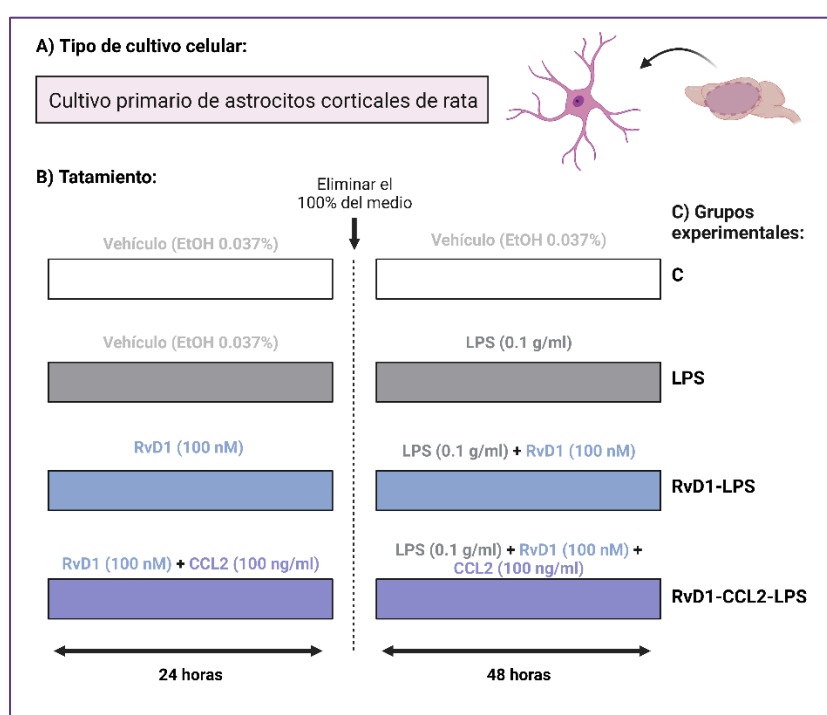 A) Tipo de cultivo celular:
Cultivo primario de astrocitos corticales de rata
B) Tatamiento:
Eliminar el
100% del medio
C) Grupos
experimentales:
Vehículo (EtOH 0.037%)
Vehículo (EtOH 0.037%)
C
Vehículo (EtOH 0.037%)
LPS (0.1 g/ml)
LPS
RvD1 (100 nM)
LPS (0.1 g/ml) + RvD1 (100 nM)
RvD1-LPS
RvD1 (100 nM) + CCL2 (100 ng/ml)
LPS (0.1 g/ml) + RvD1 (100 nM) +
CCL2 (100 ng/ml)
RvD1-CCL2-LPS
24 horas
48 horas